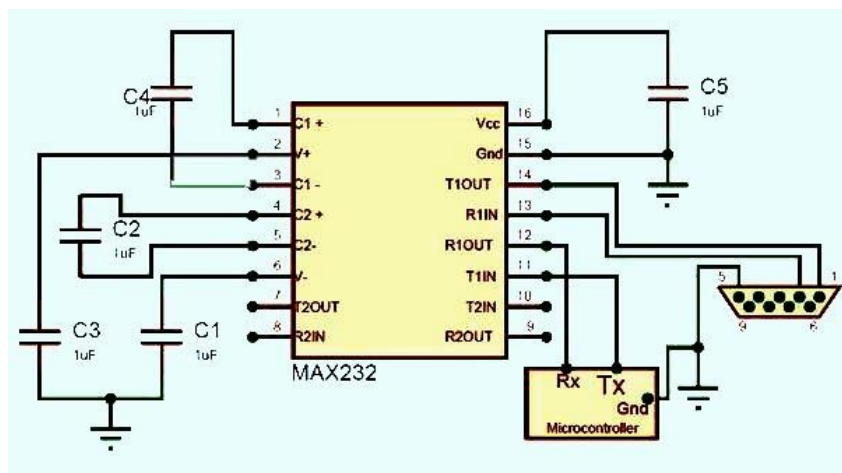 C4
1uF
1
C1 +
2
V+
3
C1 -
4
C2 +
5
C2-
6
V-
7
T2OUT
8
R2IN
C2
1uF
C3
1uF
C1
1uF
MAX232
Vcc
16
Gnd
15
T1OUT
14
R1IN
13
R1OUT
12
T1IN
11
T2IN
10
R2OUT
9
C5
1uF
5
1
9
6
Rx
Tx
Gnd
Microcontroller